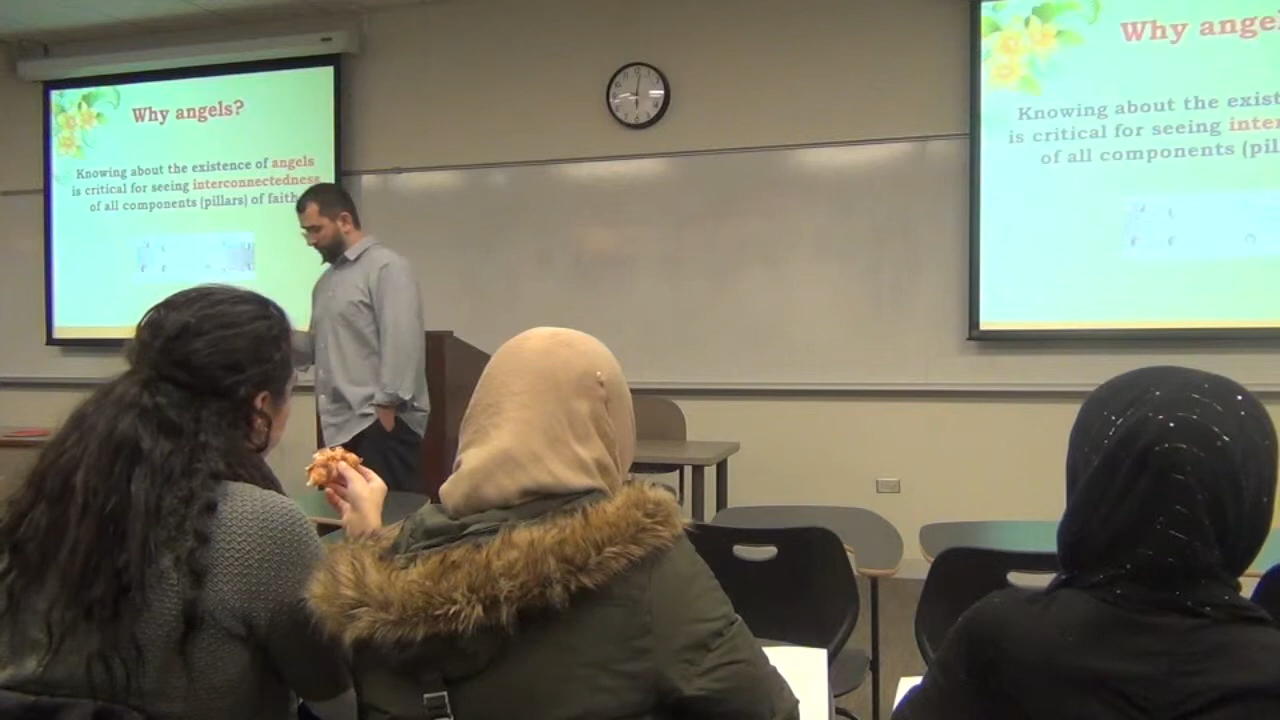 Why angels?
Knowing about the existence of angels
is critical for seeing interconnectedness
of all components (pillars) of faith
Why ange
Knowing about the exist
is critical for seeing inter
of all components (pil